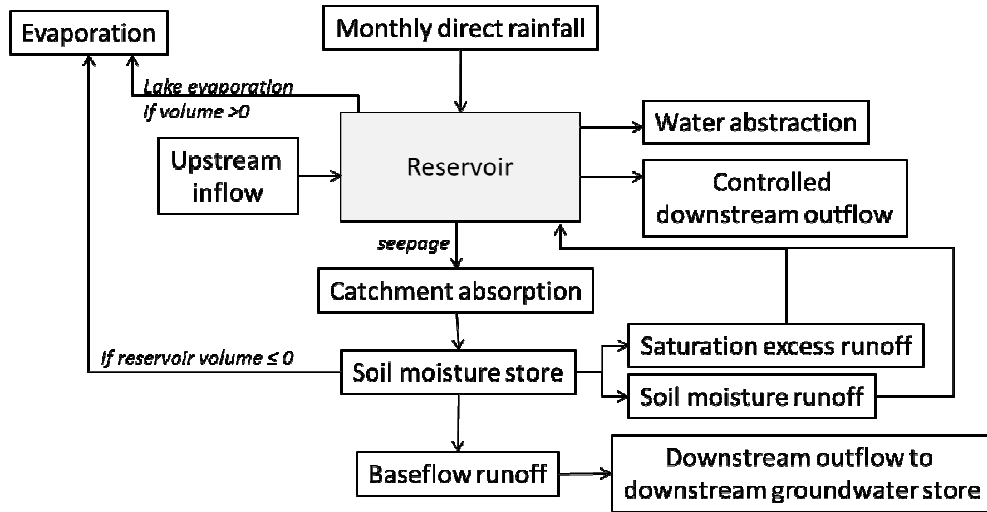 Evaporation
Monthly direct rainfall
Lake evaporation
if volume >0
Water abstraction
Upstream
inflow
Reservoir
Controlled
downstream outflow
seepage
Catchment absorption
If reservoir volume ≤ 0
Soil moisture store
Saturation excess runoff
Soil moisture runoff
Baseflow runoff
Downstream outflow to
downstream groundwater store